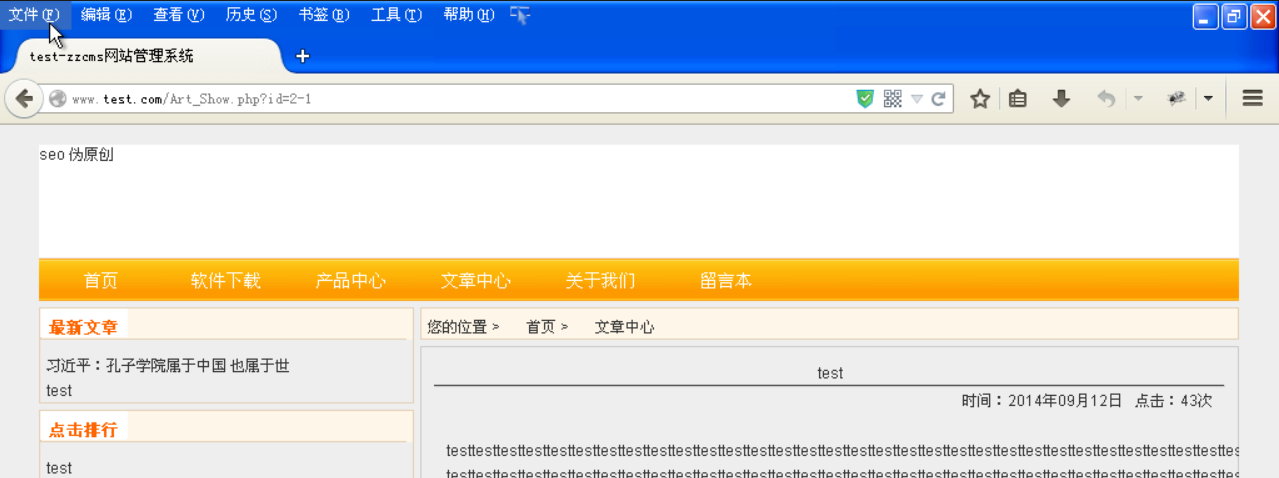 文件(F) 编辑(E) 查看(V) 历史(S) 书签(B) 工具(T) 帮助(H)
test-zzcms网站管理系统
www.test.com/Art_Show.php?id=2-1
seo 伪原创
首页 软件下载 产品中心 文章中心 关于我们 留言本
最新文章
习近平：孔子学院属于中国 也属于世
test
点击排行
test
您的位置 > 首页 > 文章中心
test
时间：2014年09月12日 点击：43次
testtesttesttesttesttesttesttesttesttesttesttesttesttesttesttesttesttesttesttesttesttesttesttesttesttesttesttesttesttesttesttesttes
testtesttesttesttesttesttesttesttesttesttesttesttesttesttesttesttesttesttesttesttesttesttesttesttesttesttesttesttesttesttesttesttes